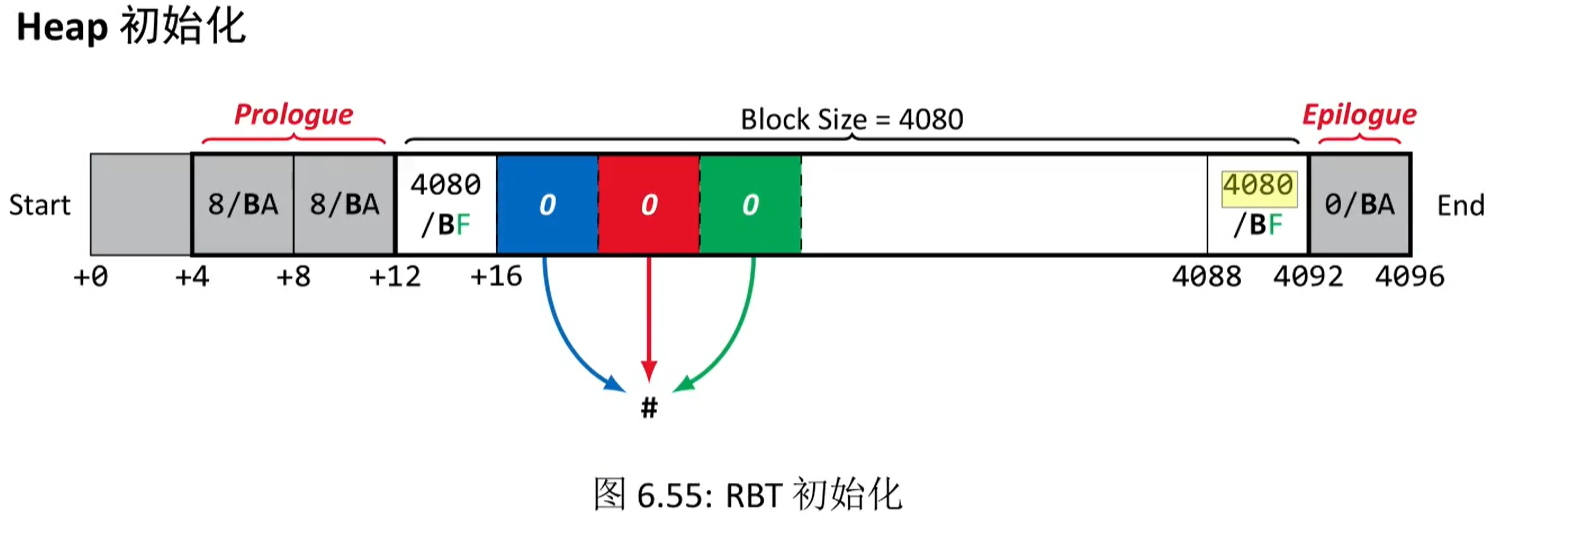 Heap 初始化
Prologue
Block Size = 4080
Epilogue
Start
8/BA
8/BA
4080
/BF
0
0
0
4080
/BF
0/BA
End
+0
+4
+8
+12
+16
4088
4092
4096
#
图 6.55: RBT 初始化